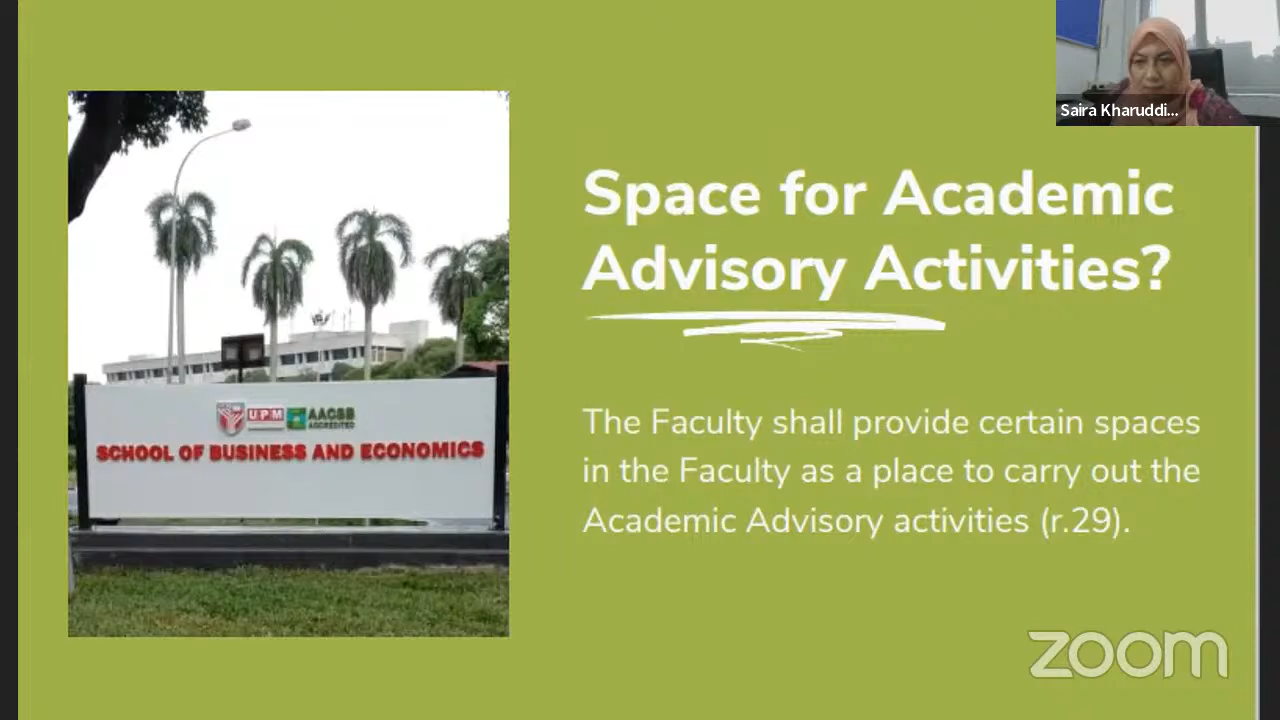 Saira Kharuddi...
Space for Academic
Advisory Activities?
UPM
AACSB
ACCREDITED
SCHOOL OF BUSINESS AND ECONOMICS
The Faculty shall provide certain spaces
in the Faculty as a place to carry out the
Academic Advisory activities (r.29).
zoom